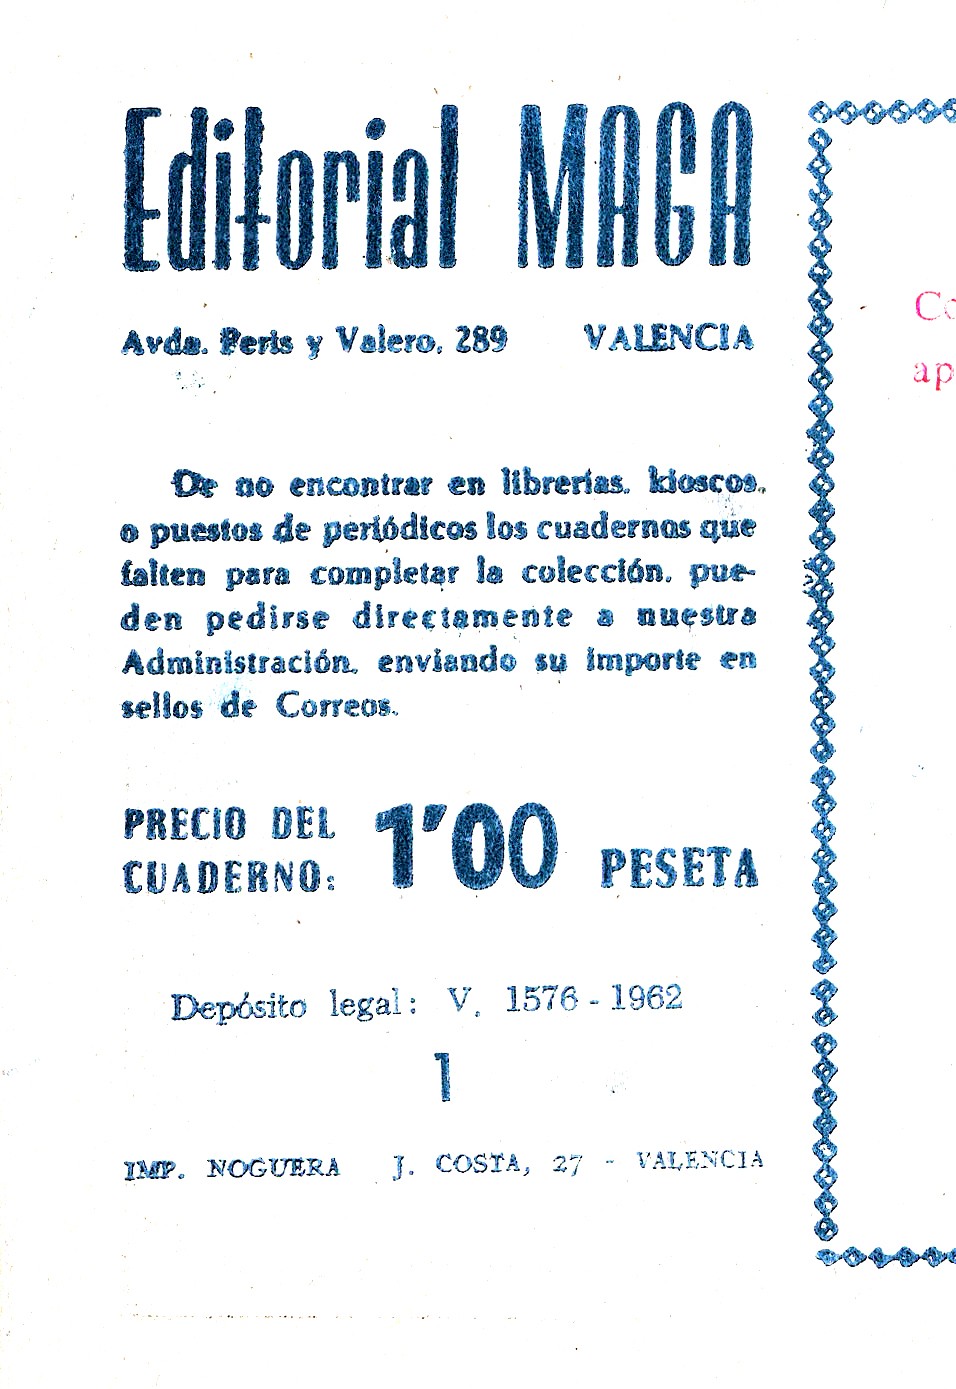 Editorial MAGA
Avda. Peris y Valero, 289 VALENCIA
De no encontrar en librerías, kioscos,
o puestos de periódicos los cuadernos que
falten para completar la colección, pue-
den pedirse directamente a nuestra
Administración, enviando su importe en
sellos de Correos.
PRECIO DEL
CUADERNO: 1'00 PESETA
Depósito legal: V. 1576 - 1962
1
IMP. NOGUERA J. COSTA, 27 - VALENCIA
Co
ap